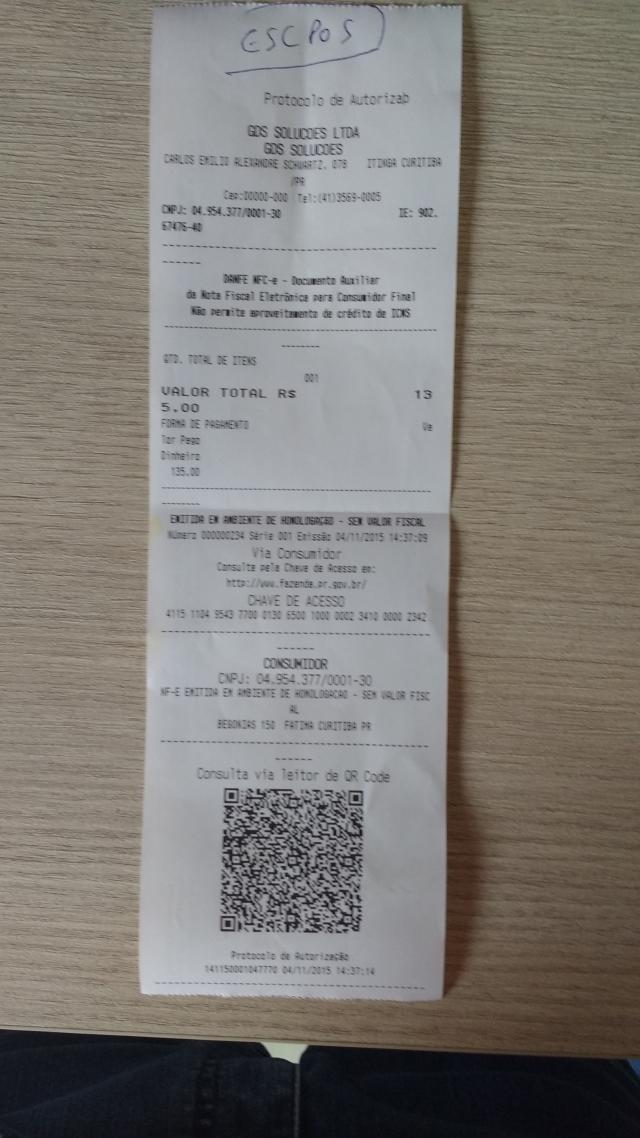 ESCPOS
Protocolo de Autorizab
GDS SOLUCOES LTDA
GDS SOLUCOES
CARLOS EMILIO ALEXANDRE SCHWARTZ, 078 ITINGA CURITIBA
/PR
Cep:00000-000 Tel:(41)3569-0005
CNPJ: 04.954.377/0001-30 IE: 902.
67476-40
------
DANFE NFC-e - Documento Auxiliar
da Nota Fiscal Eletrônica para Consumidor Final
Não permite aproveitamento de crédito de ICMS
--------
QTD. TOTAL DE ITENS
001
VALOR TOTAL R$ 13
5.00
FORMA DE PAGAMENTO Va
lor Pago
Dinheiro
135.00
--------
EMITIDA EM AMBIENTE DE HOMOLOGAÇÃO - SEM VALOR FISCAL
Número 000000234 Série 001 Emissão 04/11/2015 14:37:09
Via Consumidor
Consulte pela Chave de Acesso em:
http://www.fazenda.pr.gov.br/
CHAVE DE ACESSO
4115 1104 9543 7700 0130 6500 1000 0002 3410 0000 2342
------
CONSUMIDOR
CNPJ: 04.954.377/0001-30
NF-E EMITIDA EM AMBIENTE DE HOMOLOGACAO - SEM VALOR FISC
AL
BEGONIAS 150 FATIMA CURITIBA PR
------
Consulta via leitor de QR Code
Protocolo de Autorização
141150001047770 04/11/2015 14:37:14